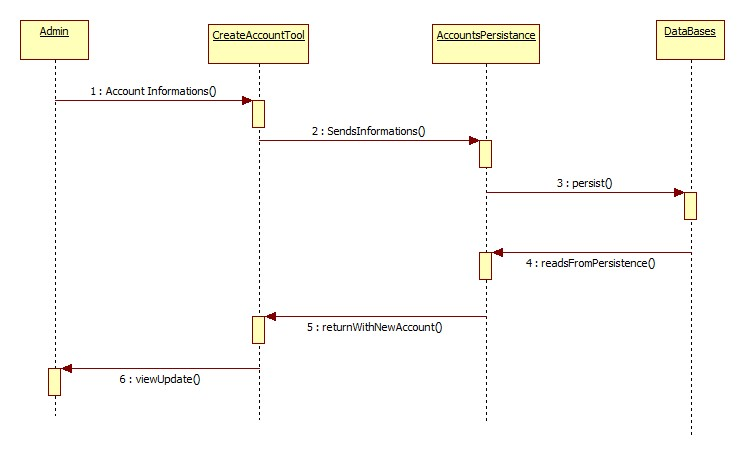 Admin
CreateAccountTool
AccountsPersistance
DataBases
1 : Account Informations()
2 : SendsInformations()
3 : persist()
4 : readsFromPersistence()
5 : returnWithNewAccount()
6 : viewUpdate()